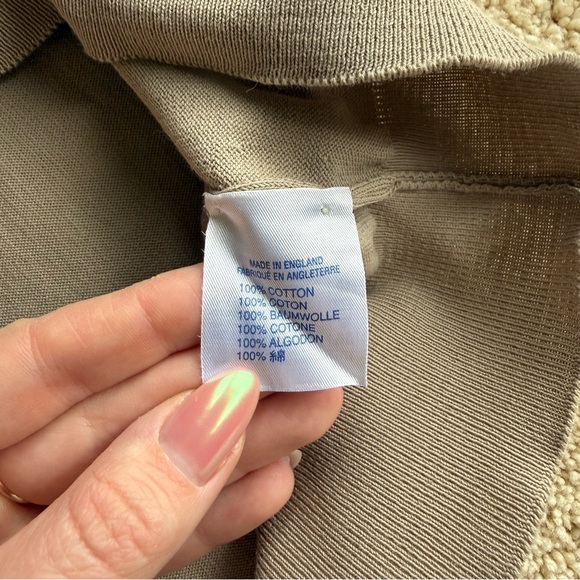 MADE IN ENGLAND
FABRIQUÉ EN ANGLETERRE
100% COTTON
100% COTON
100% BAUMWOLLE
100% COTONE
100% ALGODON
100% 綿